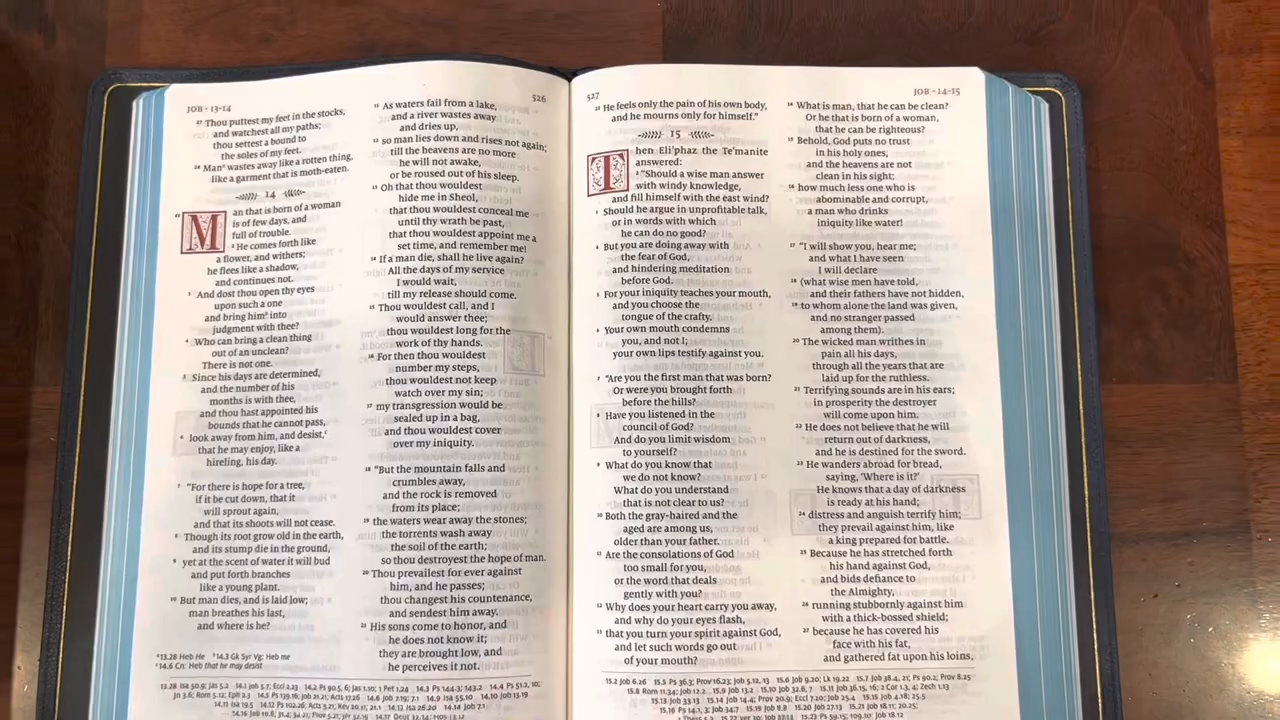 JOB – 13-14
526
27 Thou puttest my feet in the stocks,
and watchest all my paths;
thou settest a bound to
the soles of my feet.
28 Manᵃ wastes away like a rotten thing,
like a garment that is moth-eaten.
14
"Man that is born of a woman
is of few days, and
full of trouble.
2 He comes forth like
a flower, and withers;
he flees like a shadow,
and continues not.
3 And dost thou open thy eyes
upon such a one
and bring himᵇ into
judgment with thee?
4 Who can bring a clean thing
out of an unclean?
There is not one.
5 Since his days are determined,
and the number of his
months is with thee,
and thou hast appointed his
bounds that he cannot pass,
6 look away from him, and desist,ᶜ
that he may enjoy, like a
hireling, his day.
7 "For there is hope for a tree,
if it be cut down, that it
will sprout again,
and that its shoots will not cease.
8 Though its root grow old in the earth,
and its stump die in the ground,
9 yet at the scent of water it will bud
and put forth branches
like a young plant.
10 But man dies, and is laid low;
man breathes his last,
and where is he?
11 As waters fail from a lake,
and a river wastes away
and dries up,
12 so man lies down and rises not again;
till the heavens are no more
he will not awake,
or be roused out of his sleep.
13 Oh that thou wouldest
hide me in Sheol,
that thou wouldest conceal me
until thy wrath be past,
that thou wouldest appoint me a
set time, and remember me!
14 If a man die, shall he live again?
All the days of my service
I would wait,
till my release should come.
15 Thou wouldest call, and I
would answer thee;
thou wouldest long for the
work of thy hands.
16 For then thou wouldest
number my steps,
thou wouldest not keep
watch over my sin;
17 my transgression would be
sealed up in a bag,
and thou wouldest cover
over my iniquity.
18 "But the mountain falls and
crumbles away,
and the rock is removed
from its place;
19 the waters wear away the stones;
the torrents wash away
the soil of the earth;
so thou destroyest the hope of man.
20 Thou prevailest for ever against
him, and he passes;
thou changest his countenance,
and sendest him away.
21 His sons come to honor, and
he does not know it;
they are brought low, and
he perceives it not.
ᵃ13.28 Heb He ᵇ14.3 Gk Syr Vg: Heb me
ᶜ14.6 Cn: Heb that he may desist
527
JOB – 14-15
22 He feels only the pain of his own body,
and he mourns only for himself."
15
Then Eli'phaz the Te'manite
answered:
2 "Should a wise man answer
with windy knowledge,
and fill himself with the east wind?
3 Should he argue in unprofitable talk,
or in words with which
he can do no good?
4 But you are doing away with
the fear of God,
and hindering meditation
before God.
5 For your iniquity teaches your mouth,
and you choose the
tongue of the crafty.
6 Your own mouth condemns
you, and not I;
your own lips testify against you.
7 "Are you the first man that was born?
Or were you brought forth
before the hills?
8 Have you listened in the
council of God?
And do you limit wisdom
to yourself?
9 What do you know that
we do not know?
What do you understand
that is not clear to us?
10 Both the gray-haired and the
aged are among us,
older than your father.
11 Are the consolations of God
too small for you,
or the word that deals
gently with you?
12 Why does your heart carry you away,
and why do your eyes flash,
13 that you turn your spirit against God,
and let such words go out
of your mouth?
14 What is man, that he can be clean?
Or he that is born of a woman,
that he can be righteous?
15 Behold, God puts no trust
in his holy ones,
and the heavens are not
clean in his sight;
16 how much less one who is
abominable and corrupt,
a man who drinks
iniquity like water!
17 "I will show you, hear me;
and what I have seen
I will declare
18 (what wise men have told,
and their fathers have not hidden,
19 to whom alone the land was given,
and no stranger passed
among them).
20 The wicked man writhes in
pain all his days,
through all the years that are
laid up for the ruthless.
21 Terrifying sounds are in his ears;
in prosperity the destroyer
will come upon him.
22 He does not believe that he will
return out of darkness,
and he is destined for the sword.
23 He wanders abroad for bread,
saying, 'Where is it?'
He knows that a day of darkness
is ready at his hand;
24 distress and anguish terrify him;
they prevail against him, like
a king prepared for battle.
25 Because he has stretched forth
his hand against God,
and bids defiance to
the Almighty,
26 running stubbornly against him
with a thick-bossed shield;
27 because he has covered his
face with his fat,
and gathered fat upon his loins,